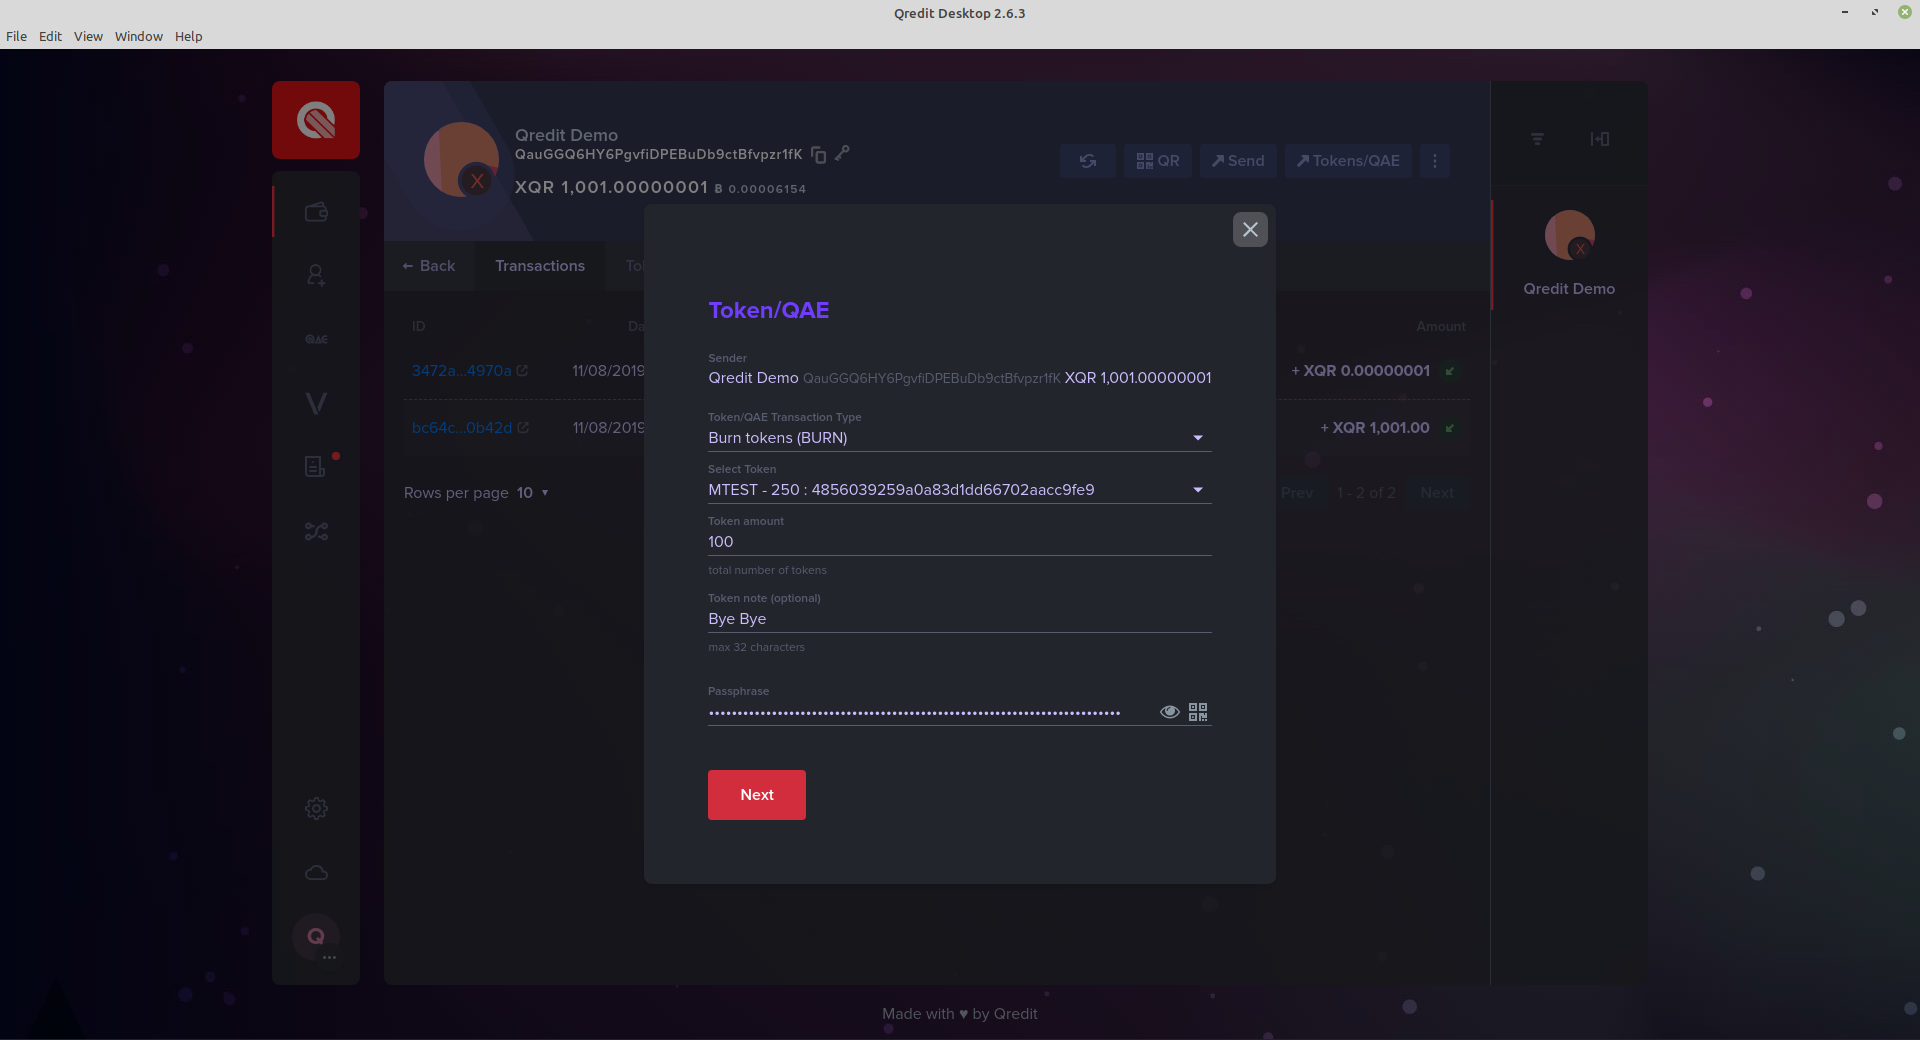 Qredit Desktop 2.6.3
File Edit View Window Help
Qredit Demo
QauGGQ6HY6PgvfiDPEBuDb9ctBfvpzr1fK
XQR 1,001.00000001 Ƀ 0.00006154
QR Send Tokens/QAE
X
← Back Transactions To
ID Da Amount
3472a...4970a 11/08/2019 + XQR 0.00000001
bc64c...0b42d 11/08/2019 + XQR 1,001.00
Rows per page 10 Prev 1 - 2 of 2 Next
QAE
V
Q
X
Qredit Demo
Token/QAE
Sender
Qredit Demo QauGGQ6HY6PgvfiDPEBuDb9ctBfvpzr1fK XQR 1,001.00000001
Token/QAE Transaction Type
Burn tokens (BURN)
Select Token
MTEST - 250 : 4856039259a0a83d1dd66702aacc9fe9
Token amount
100
total number of tokens
Token note (optional)
Bye Bye
max 32 characters
Passphrase
Next
Made with ♥ by Qredit